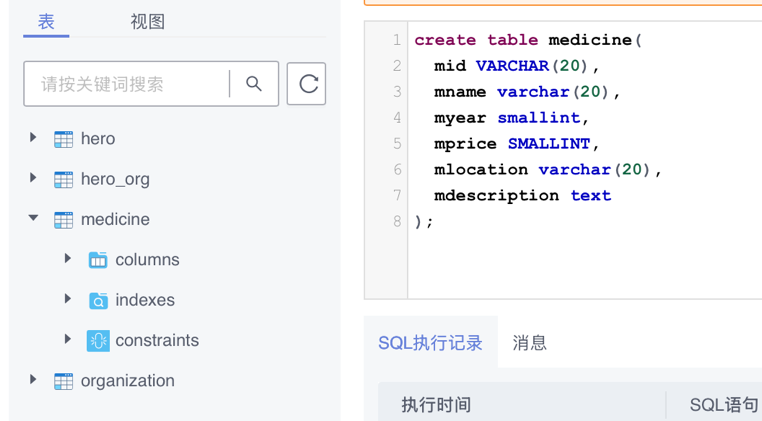 表 视图
请按关键词搜索
hero
hero_org
medicine
columns
indexes
constraints
organization
1 create table medicine(
2 mid VARCHAR(20),
3 mname varchar(20),
4 myear smallint,
5 mprice SMALLINT,
6 mlocation varchar(20),
7 mdescription text
8 );
SQL执行记录 消息
执行时间 SQL语句